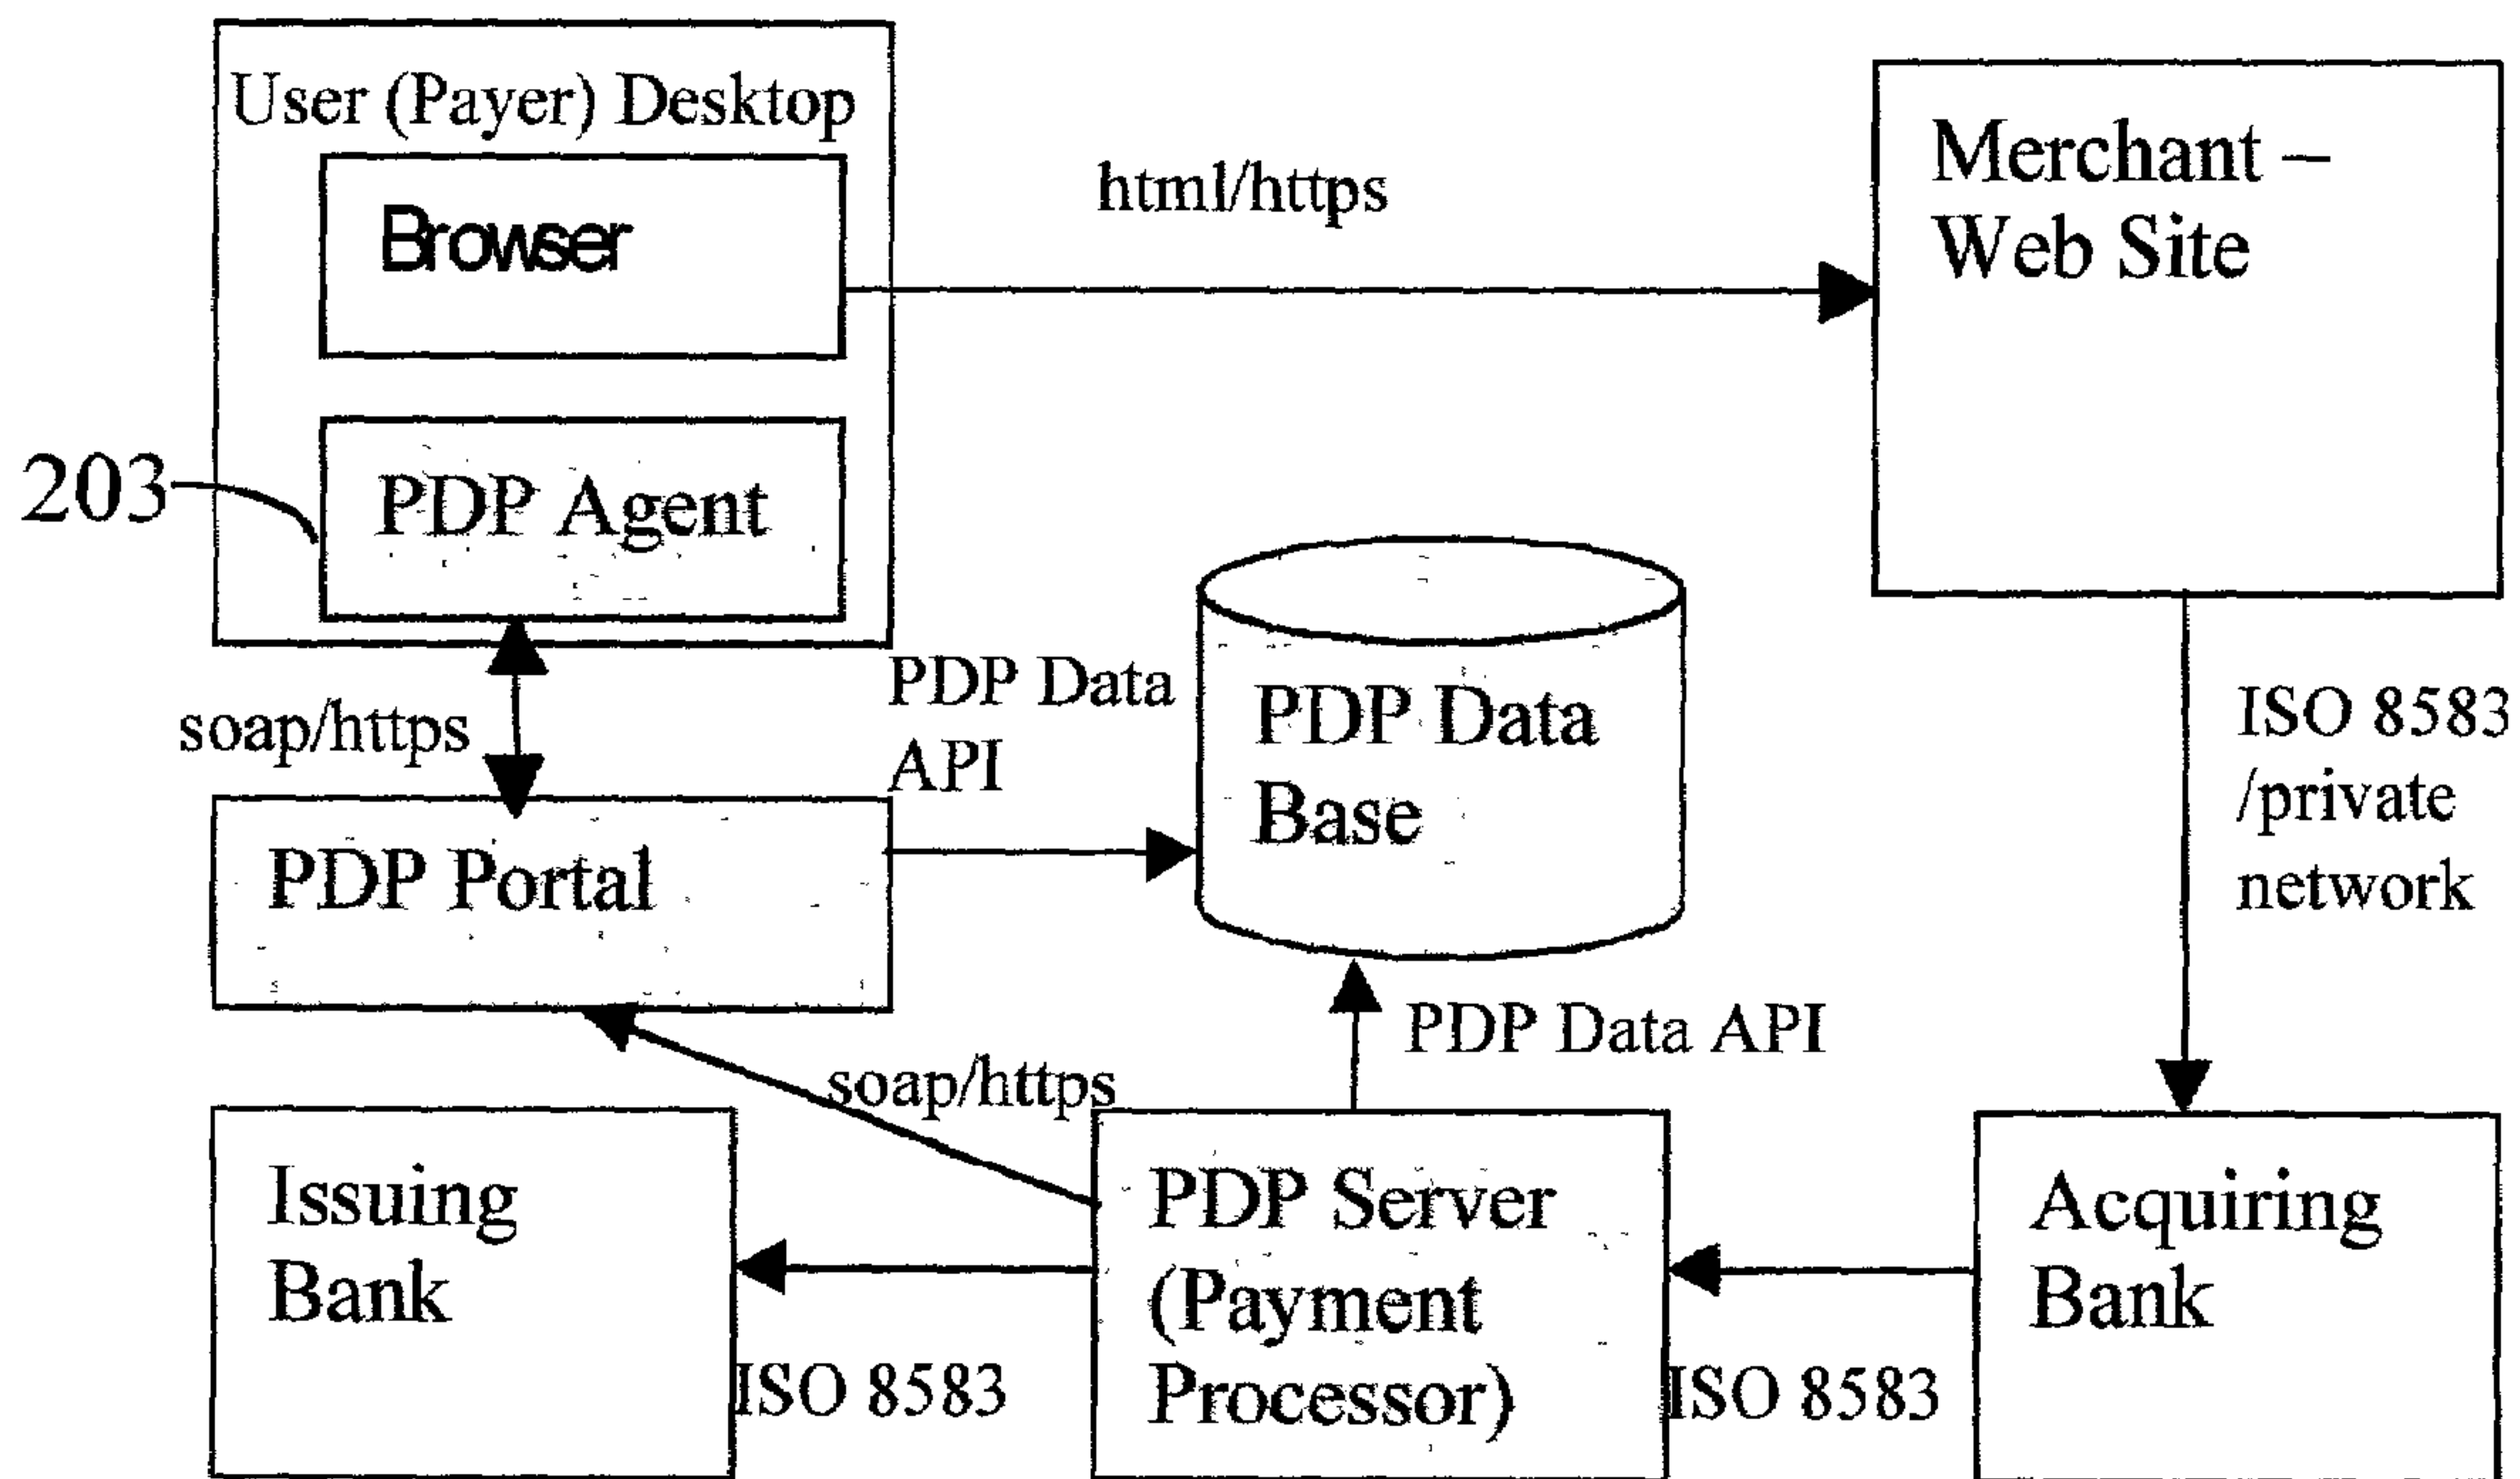 User (Payer) Desktop
Browser
html/https
Merchant –
Web Site
203
PDP Agent
soap/https
PDP Data
API
PDP Data
Base
ISO 8583
/private
network
PDP Portal
soap/https
PDP Data API
Issuing
Bank
ISO 8583
PDP Server
(Payment
Processor)
ISO 8583
Acquiring
Bank